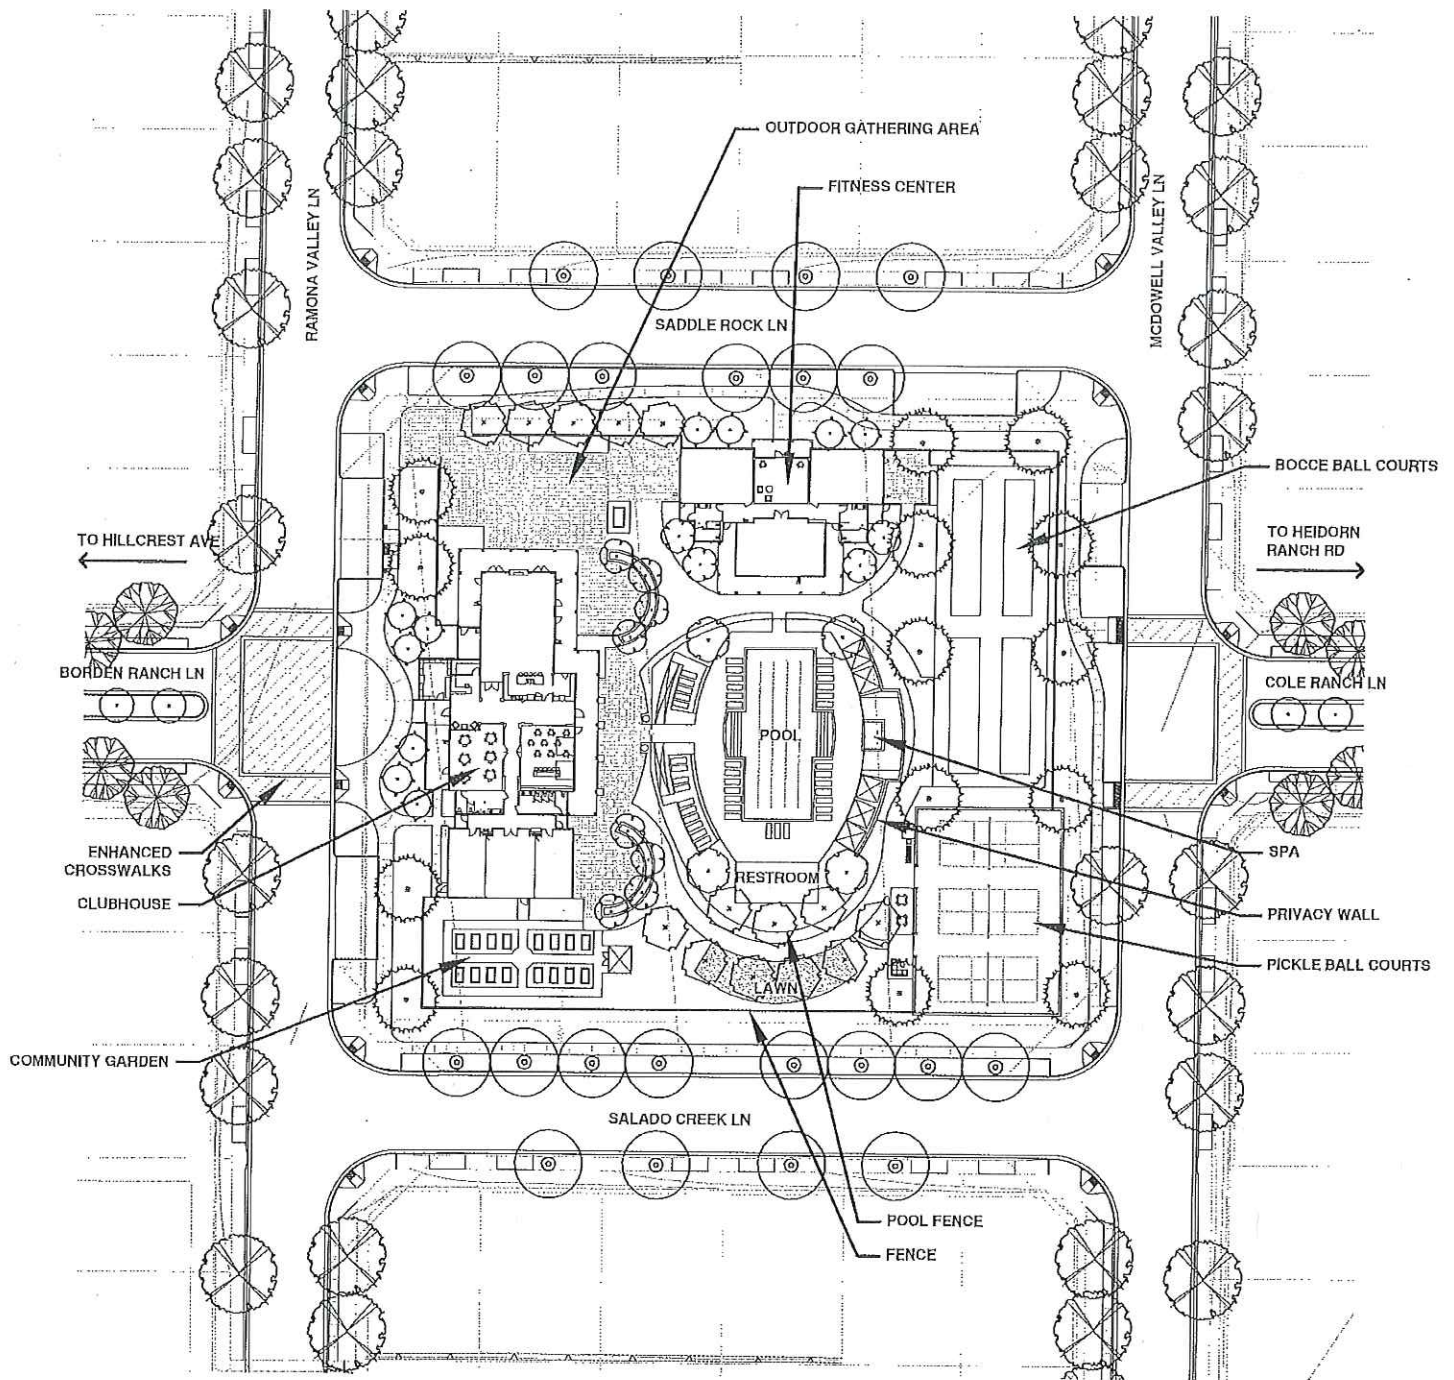 OUTDOOR GATHERING AREA
FITNESS CENTER
RAMONA VALLEY LN
MCDOWELL VALLEY LN
SADDLE ROCK LN
BOCCE BALL COURTS
TO HILLCREST AVE
TO HEIDORN
RANCH RD
BORDEN RANCH LN
COLE RANCH LN
POOL
ENHANCED
CROSSWALKS
SPA
RESTROOM
CLUBHOUSE
PRIVACY WALL
PICKLE BALL COURTS
LAWN
COMMUNITY GARDEN
SALADO CREEK LN
POOL FENCE
FENCE